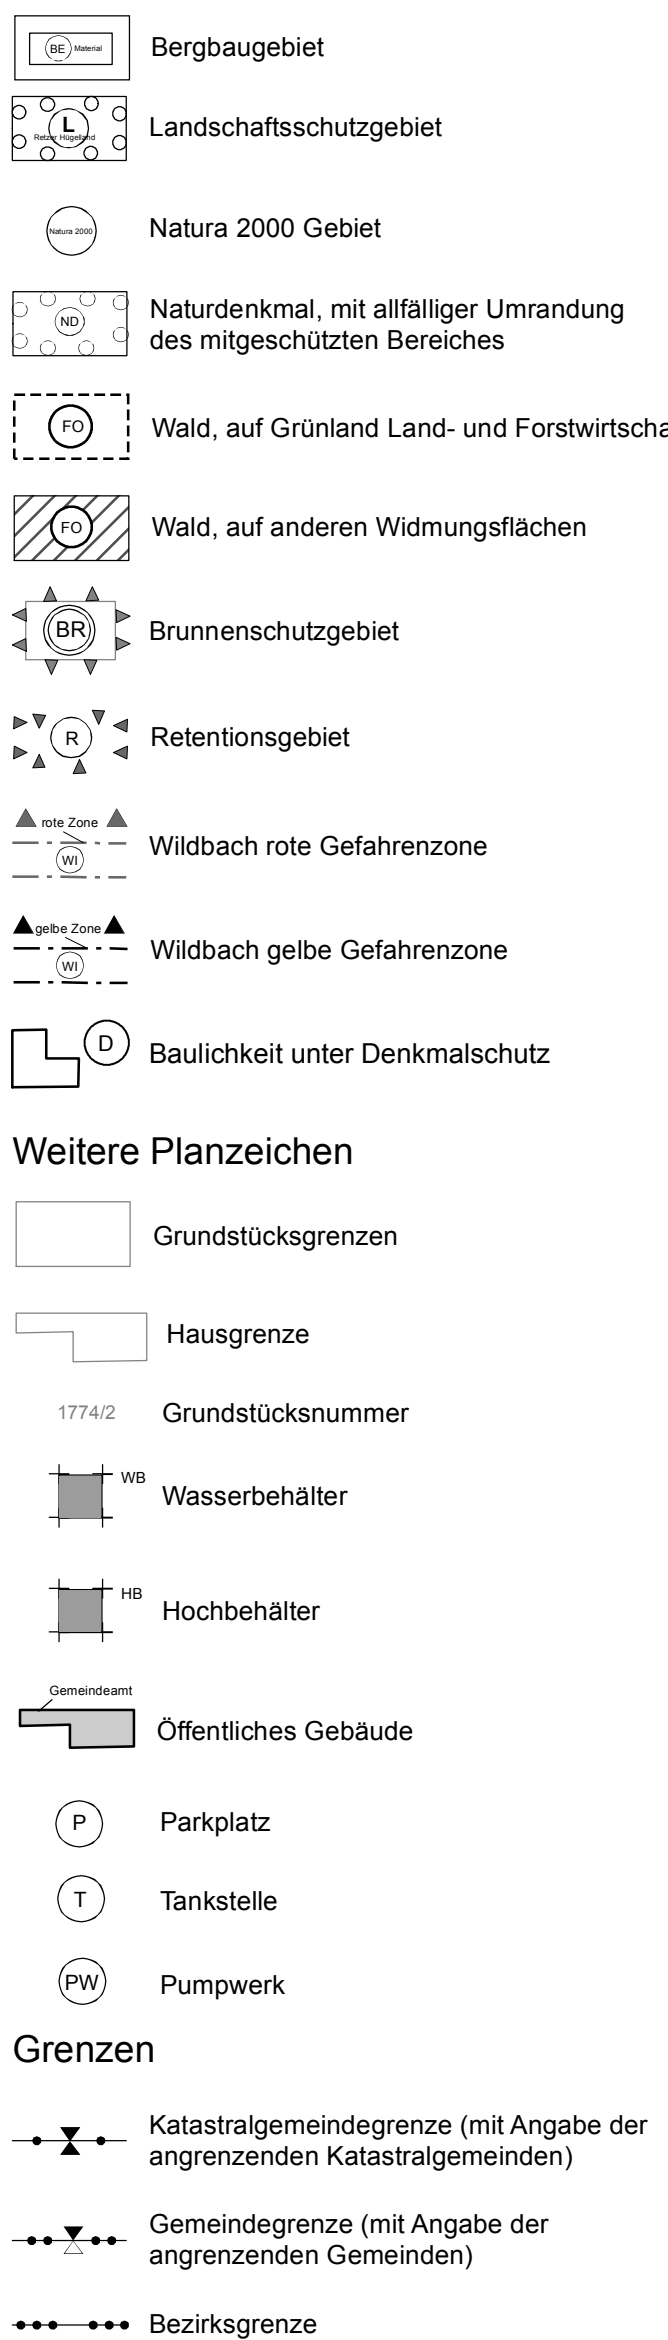 BE Material Bergbaugebiet
L
Retzer Hügelland
Landschaftsschutzgebiet
Natura 2000 Natura 2000 Gebiet
ND
Naturdenkmal, mit allfälliger Umrandung
des mitgeschützten Bereiches
FO Wald, auf Grünland Land- und Forstwirtscha
FO Wald, auf anderen Widmungsflächen
BR Brunnenschutzgebiet
R Retentionsgebiet
rote Zone
WI
Wildbach rote Gefahrenzone
gelbe Zone
WI
Wildbach gelbe Gefahrenzone
D Baulichkeit unter Denkmalschutz
Weitere Planzeichen
Grundstücksgrenzen
Hausgrenze
1774/2 Grundstücksnummer
WB
Wasserbehälter
HB
Hochbehälter
Gemeindeamt
Öffentliches Gebäude
P Parkplatz
T Tankstelle
PW Pumpwerk
Grenzen
Katastralgemeindegrenze (mit Angabe der
angrenzenden Katastralgemeinden)
Gemeindegrenze (mit Angabe der
angrenzenden Gemeinden)
Bezirksgrenze